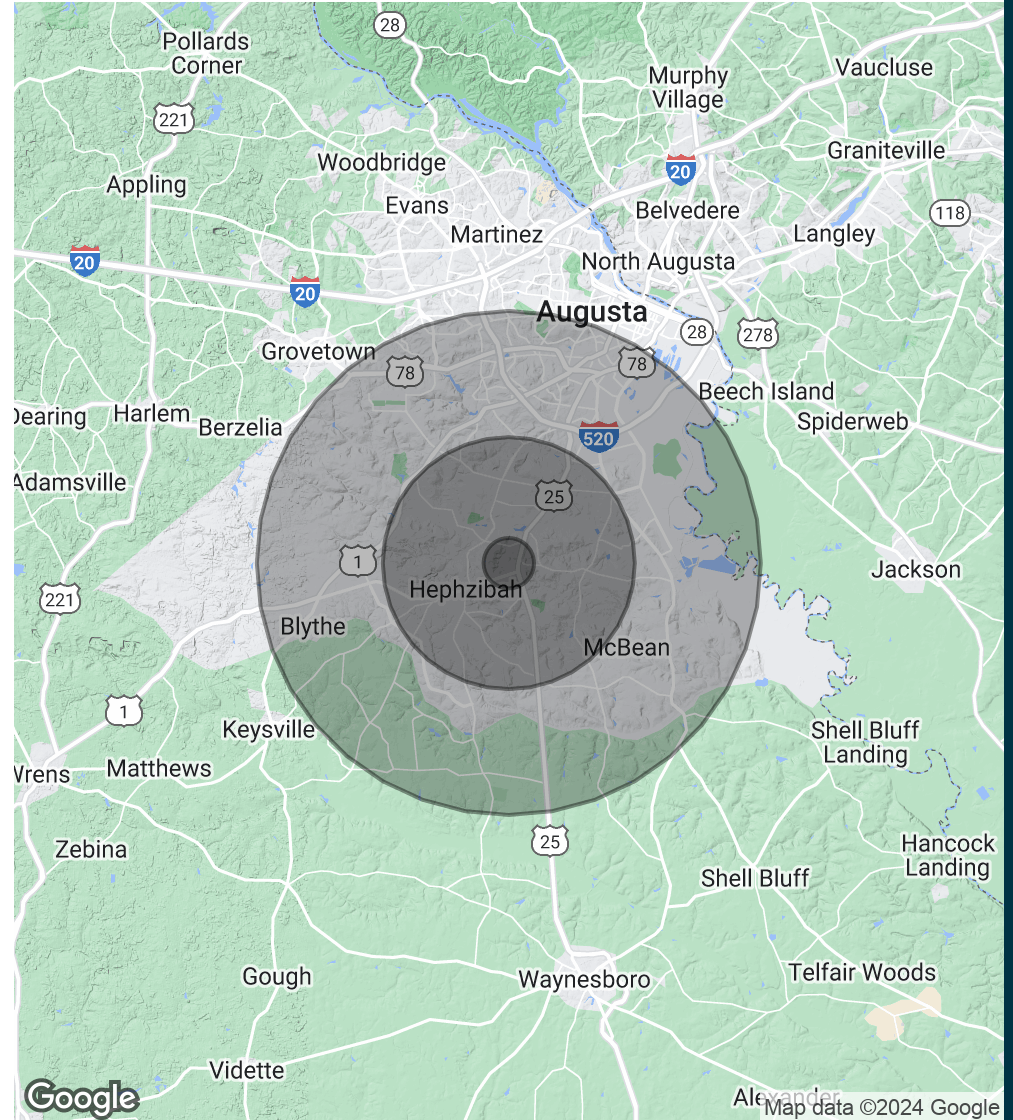 28
Pollards
Corner
Murphy
Village
Vaucluse
221
Woodbridge
Graniteville
20
Appling
Evans
Belvedere
118
Martinez
Langley
20
North Augusta
20
Augusta
28
278
Grovetown
78
78
Beech Island
Dearing
Harlem
Berzelia
Spiderweb
520
Adamsville
25
1
Jackson
Hephzibah
221
Blythe
McBean
1
Keysville
Shell Bluff
Landing
Wrens
Matthews
25
Zebina
Hancock
Landing
Shell Bluff
Gough
Waynesboro
Telfair Woods
Vidette
Google
Alexander
Map data ©2024 Google